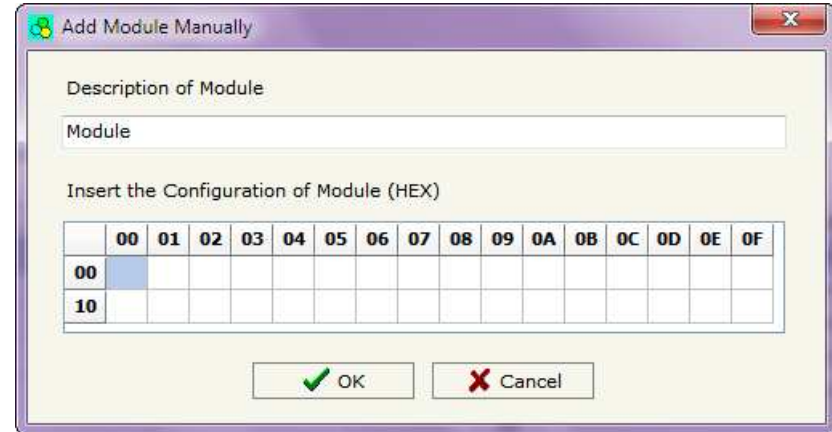 Add Module Manually
Description of Module
Module
Insert the Configuration of Module (HEX)
00 01 02 03 04 05 06 07 08 09 0A 0B 0C 0D 0E 0F
00
10
OK Cancel